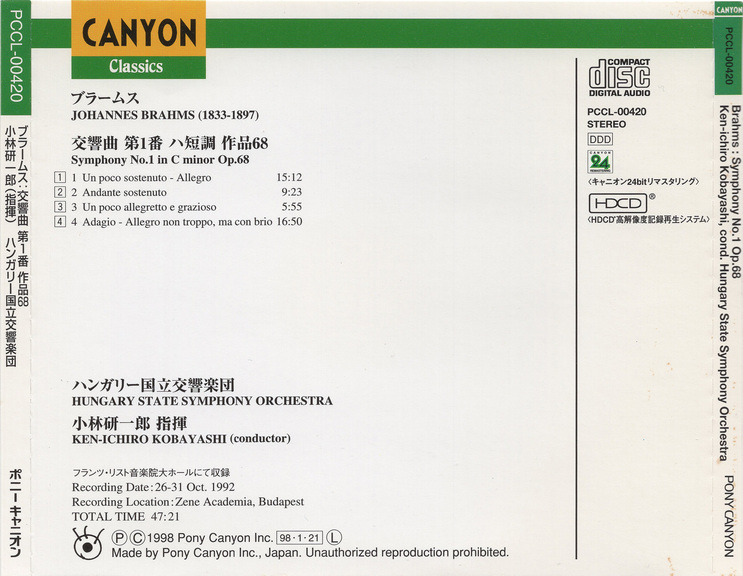 PCCL-00420
ブラームス:交響曲 第1番 作品68
小林研一郎(指揮) ハンガリー国立交響楽団
ポニーキャニオン
CANYON
Classics
ブラームス
JOHANNES BRAHMS (1833-1897)
交響曲 第1番 ハ短調 作品68
Symphony No.1 in C minor Op.68
1 1 Un poco sostenuto - Allegro 15:12
2 2 Andante sostenuto 9:23
3 3 Un poco allegretto e grazioso 5:55
4 4 Adagio - Allegro non troppo, ma con brio 16:50
ハンガリー国立交響楽団
HUNGARY STATE SYMPHONY ORCHESTRA
小林研一郎 指揮
KEN-ICHIRO KOBAYASHI (conductor)
フランツ・リスト音楽院大ホールにて収録
Recording Date: 26-31 Oct. 1992
Recording Location: Zene Academia, Budapest
TOTAL TIME 47:21
ⓅⒸ1998 Pony Canyon Inc. 98・1・21 Ⓛ
Made by Pony Canyon Inc., Japan. Unauthorized reproduction prohibited.
COMPACT
disc
DIGITAL AUDIO
PCCL-00420
STEREO
DDD
CANYON
24
〈キャニオン24bitリマスタリング〉
HDCD®
〈HDCD®高解像度記録再生システム〉
CANYON
PCCL-00420
Brahms : Symphony No.1 Op.68
Ken-ichiro Kobayashi, cond. Hungary State Symphony Orchestra
PONY CANYON